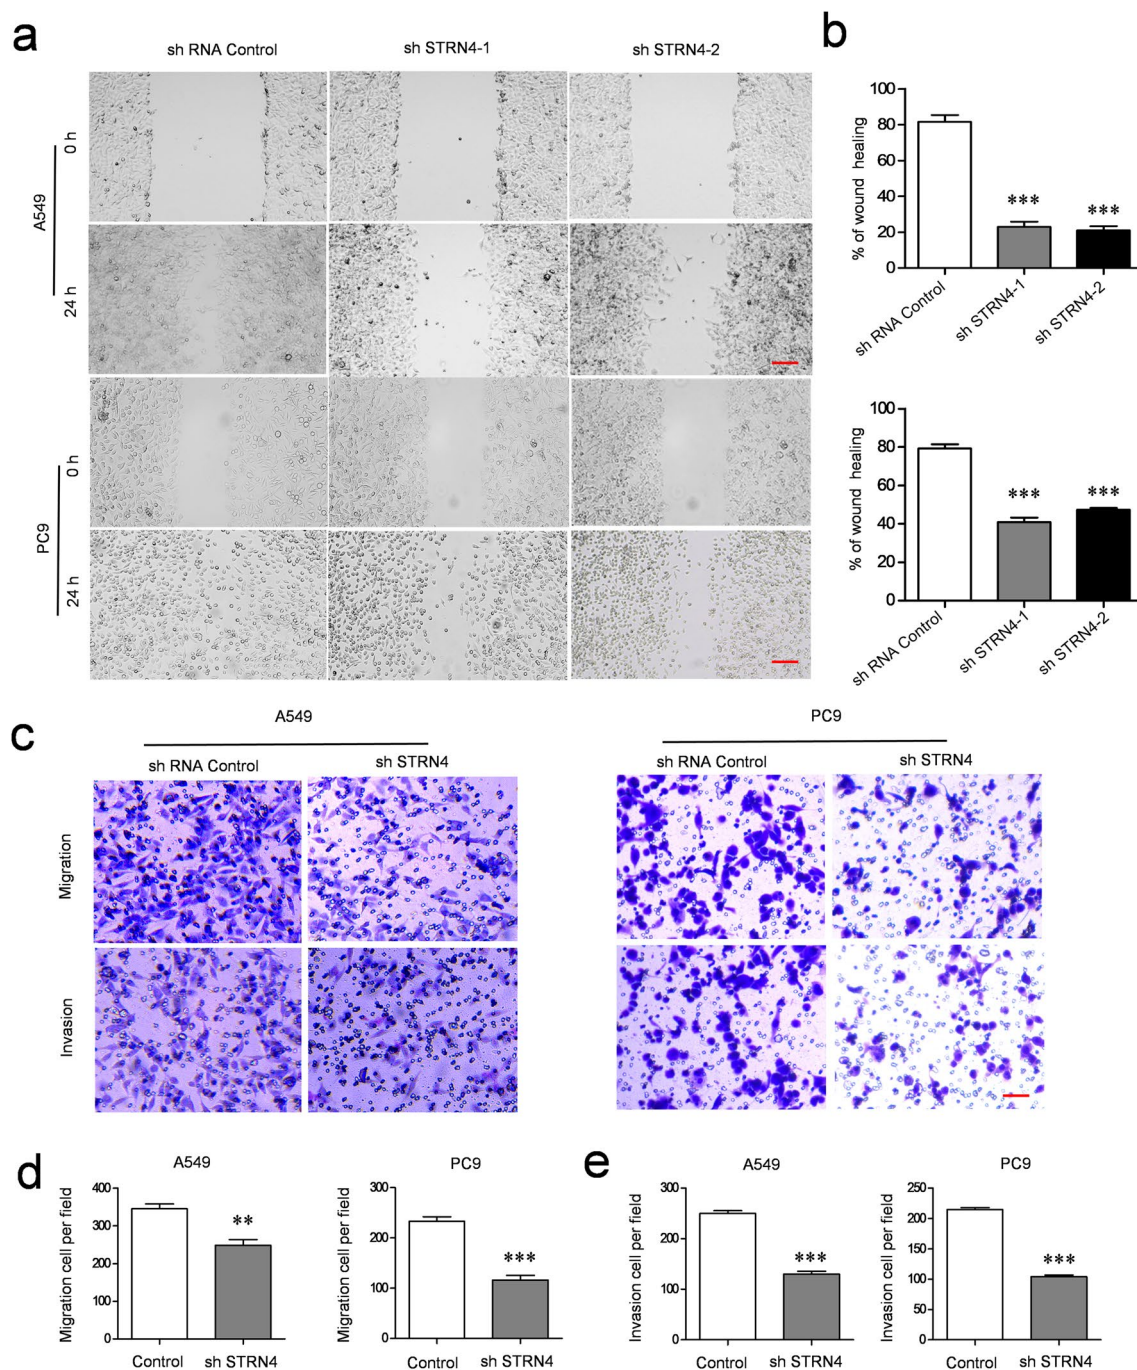 a
sh RNA Control sh STRN4-1 sh STRN4-2
A549
0 h
24 h
PC9
0 h
24 h
b
% of wound healing
100
80
60
40
20
0
***
***
sh RNA Control
sh STRN4-1
sh STRN4-2
% of wound healing
100
80
60
40
20
0
***
***
sh RNA Control
sh STRN4-1
sh STRN4-2
c
A549
sh RNA Control sh STRN4
PC9
sh RNA Control sh STRN4
Migration
Invasion
d
A549
Migration cell per field
400
300
200
100
0
**
Control sh STRN4
PC9
Migration cell per field
300
200
100
0
***
Control sh STRN4
e
A549
Invasion cell per field
300
200
100
0
***
Control sh STRN4
PC9
Invasion cell per field
250
200
150
100
50
0
***
Control sh STRN4